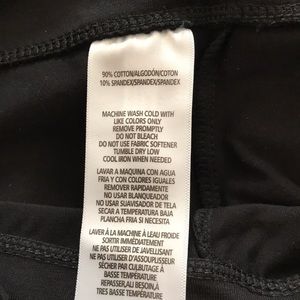 90% COTTON/ALGODÓN/COTON
10% SPANDEX/SPANDEX/SPANDEX
MACHINE WASH COLD WITH
LIKE COLORS ONLY
REMOVE PROMPTLY
DO NOT BLEACH
DO NOT USE FABRIC SOFTENER
TUMBLE DRY LOW
COOL IRON WHEN NEEDED
LAVAR A MAQUINA CON AGUA
FRIA Y CON COLORES IGUALES
REMOVER RAPIDAMENTE
NO USAR BLANQUEADOR
NO USAR SUAVISADOR DE TELA
SECAR A TEMPERATURA BAJA
PLANCHA FRIA SI NECESITA
LAVER À LA MACHINE À L'EAU FROIDE
SORTIR IMMÉDIATEMENT
NE PAS UTILISER DE JAVELLISANT
NE PAS UTILISER D'ASSOUPLISSEUR
SÉCHER PAR CULBUTAGE À
BASSE TEMPÉRATURE
REPASSER, AU BESOIN, À
TRES BASSE TEMPÉRATURE